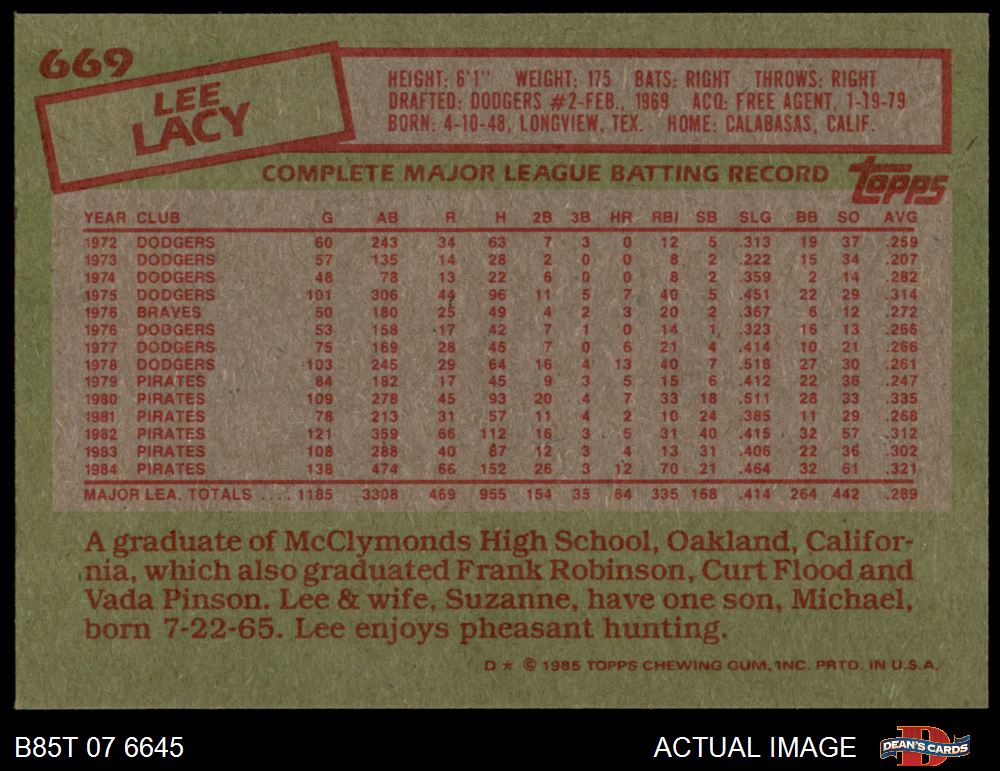 669
LEE
LACY
HEIGHT: 6'1" WEIGHT: 175 BATS: RIGHT THROWS: RIGHT
DRAFTED: DODGERS #2-FEB., 1969 ACQ: FREE AGENT, 1-19-79
BORN: 4-10-48, LONGVIEW, TEX. HOME: CALABASAS, CALIF.
COMPLETE MAJOR LEAGUE BATTING RECORD
Topps
YEAR CLUB G AB R H 2B 3B HR RBI SB SLG BB SO AVG
1972 DODGERS 60 243 34 63 7 3 0 12 5 .313 19 37 .259
1973 DODGERS 57 135 14 28 2 0 0 8 2 .222 15 34 .207
1974 DODGERS 48 78 13 22 6 0 0 8 2 .359 2 14 .282
1975 DODGERS 101 306 44 96 11 5 7 40 5 .451 22 29 .314
1976 BRAVES 50 180 25 49 4 2 3 20 2 .367 6 12 .272
1976 DODGERS 53 158 17 42 7 1 0 14 1 .323 16 13 .266
1977 DODGERS 75 169 28 45 7 0 6 21 4 .414 10 21 .266
1978 DODGERS 103 245 29 64 16 4 13 40 7 .518 27 30 .261
1979 PIRATES 84 182 17 45 9 3 5 15 6 .412 22 36 .247
1980 PIRATES 109 278 45 93 20 4 7 33 18 .511 28 33 .335
1981 PIRATES 78 213 31 57 11 4 2 10 24 .385 11 29 .268
1982 PIRATES 121 359 66 112 16 3 5 31 40 .415 32 57 .312
1983 PIRATES 108 288 40 87 12 3 4 13 31 .406 22 36 .302
1984 PIRATES 138 474 66 152 26 3 12 70 21 .464 32 61 .321
MAJOR LEA. TOTALS .... 1185 3308 469 955 154 35 64 335 168 .414 264 442 .289
A graduate of McClymonds High School, Oakland, Califor-
nia, which also graduated Frank Robinson, Curt Flood and
Vada Pinson. Lee & wife, Suzanne, have one son, Michael,
born 7-22-65. Lee enjoys pheasant hunting.
D * © 1985 TOPPS CHEWING GUM, INC. PRTD. IN U.S.A.
B85T 07 6645
ACTUAL IMAGE
DEAN'S CARDS